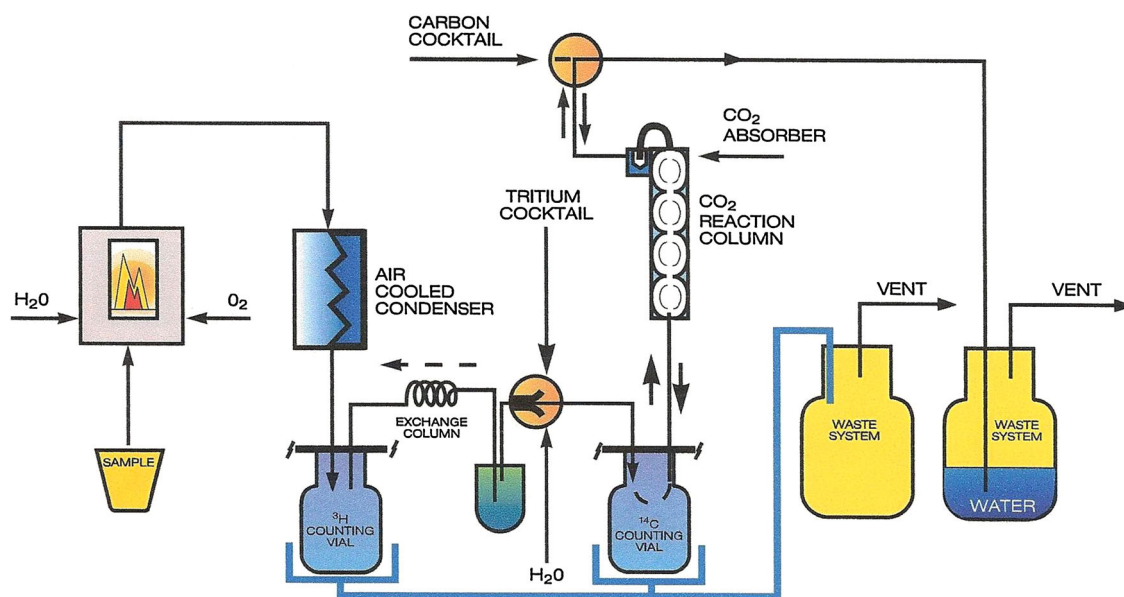 CARBON
COCKTAIL
CO₂
ABSORBER
TRITIUM
COCKTAIL
CO₂
REACTION
COLUMN
AIR
COOLED
CONDENSER
H₂0
0₂
VENT
VENT
EXCHANGE
COLUMN
WASTE
SYSTEM
WASTE
SYSTEM
SAMPLE
³H
COUNTING
VIAL
¹⁴C
COUNTING
VIAL
WATER
H₂0